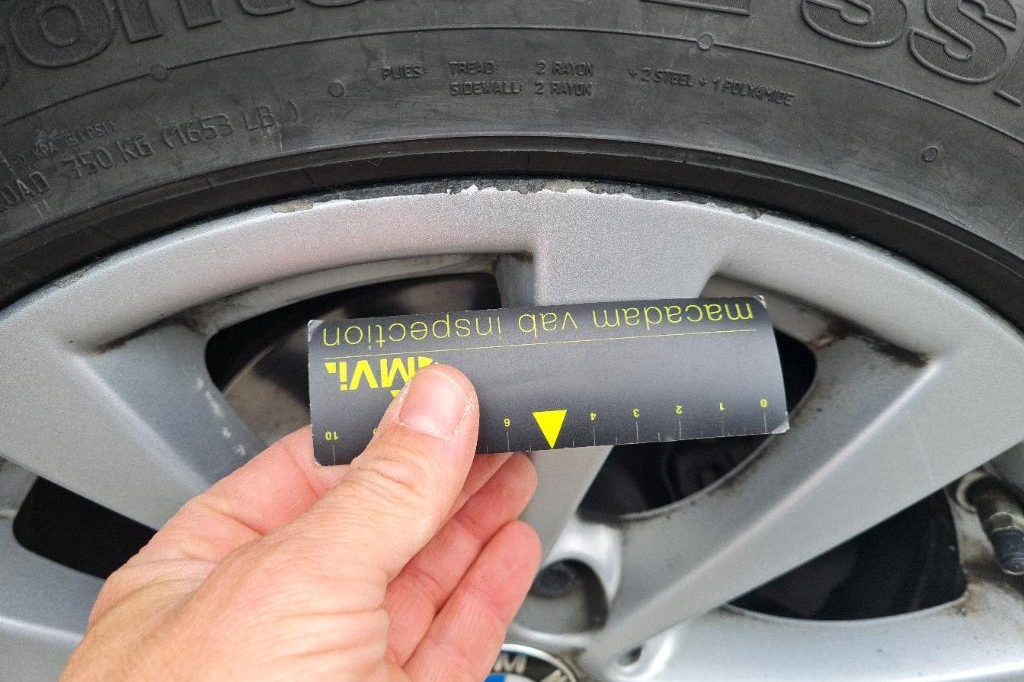 PLIES: TREAD 2 RAYON + 2 STEEL + 1 POLYAMIDE
SIDEWALL: 2 RAYON
LOAD 750 KG (1653 LB)
macadam vab inspection
MVi.
0 1 2 3 4 6 10